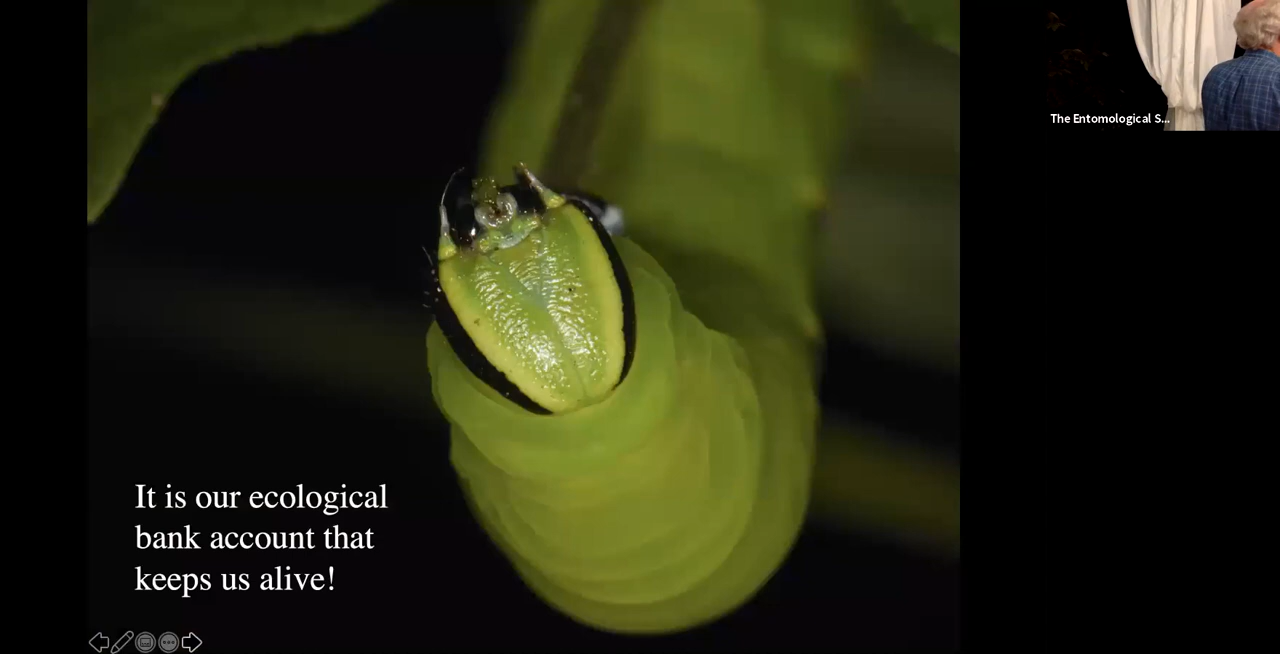 The Entomological S...
It is our ecological
bank account that
keeps us alive!